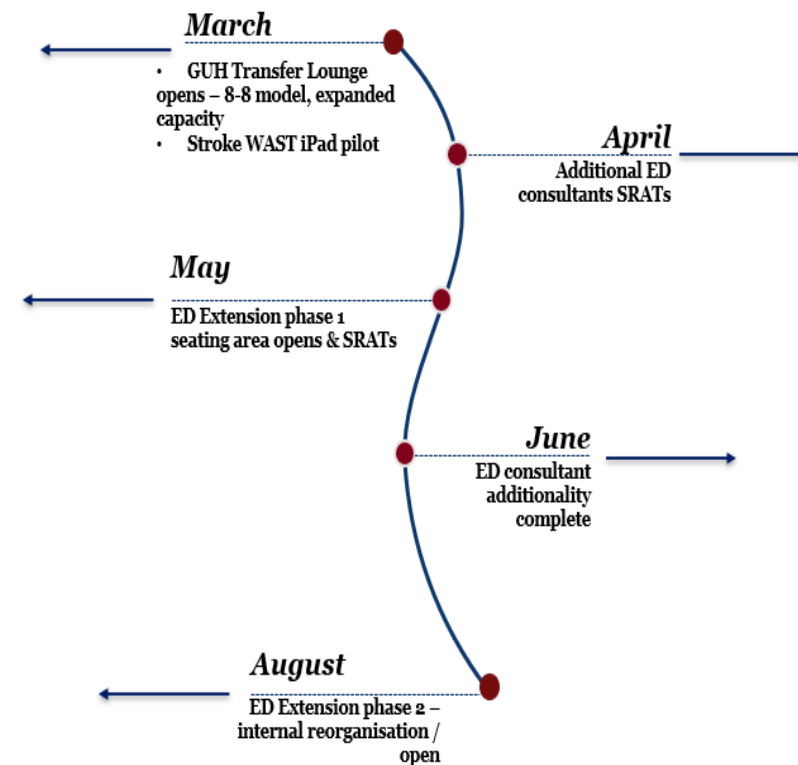 March
• GUH Transfer Lounge
opens – 8-8 model, expanded
capacity
• Stroke WAST iPad pilot
April
Additional ED
consultants SRATs
May
ED Extension phase 1
seating area opens & SRATs
June
ED consultant
additionality
complete
August
ED Extension phase 2 –
internal reorganisation /
open